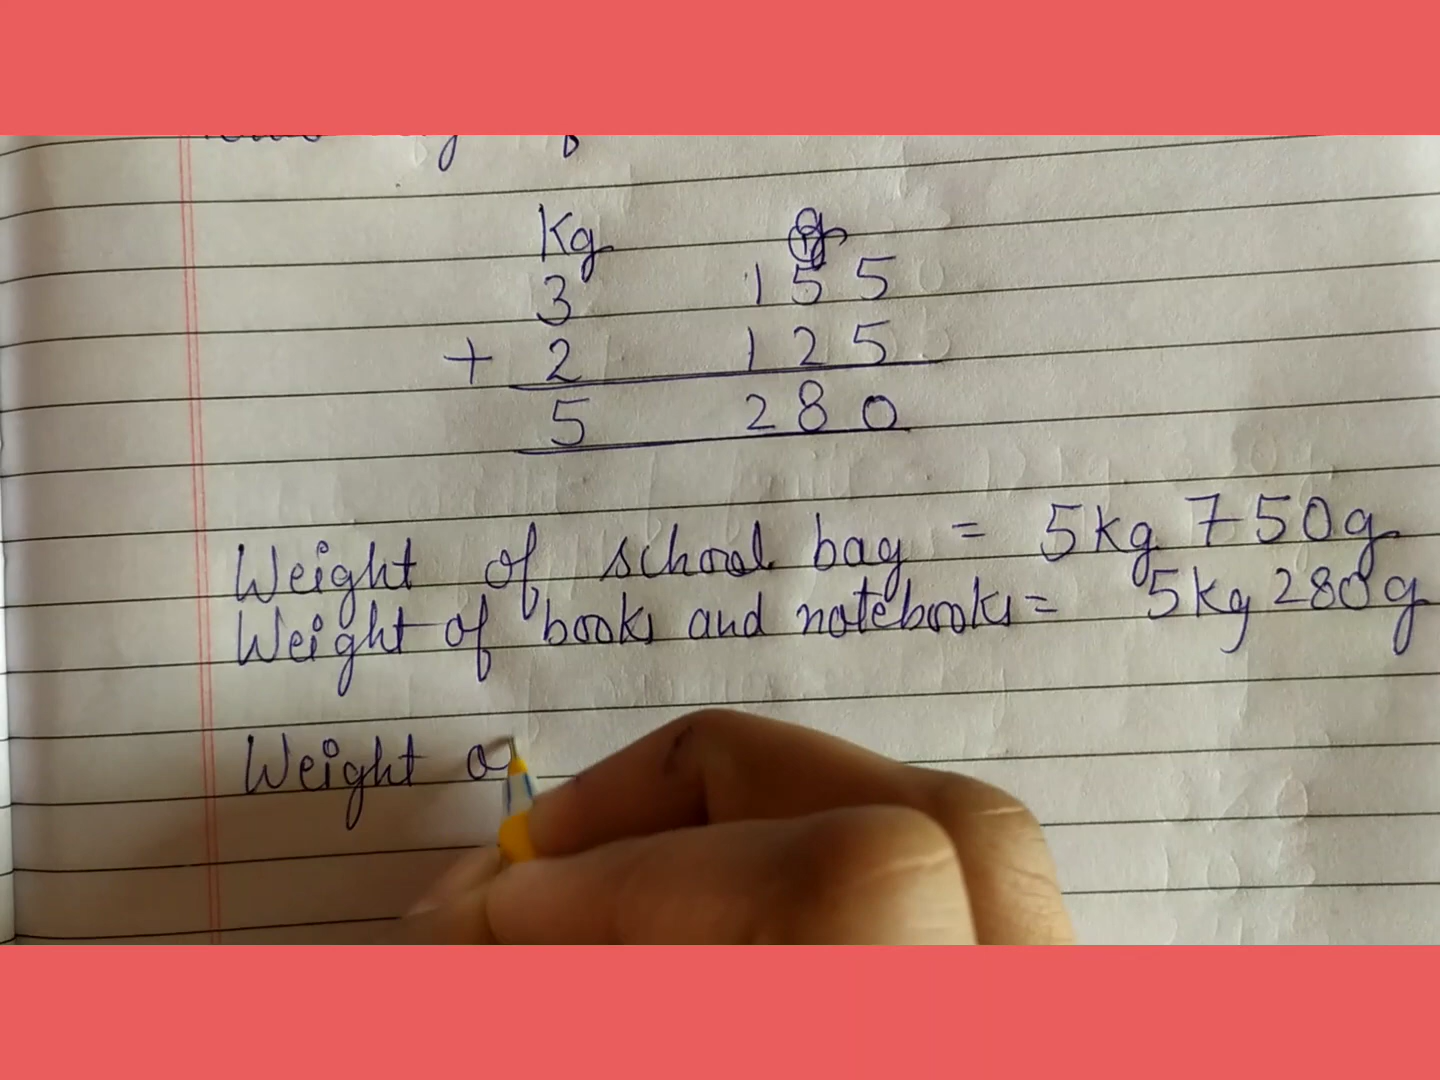 Kg g
3 155
+ 2 125
5 280
Weight of school bag = 5kg 750g
Weight of books and notebooks = 5kg 280g
Weight